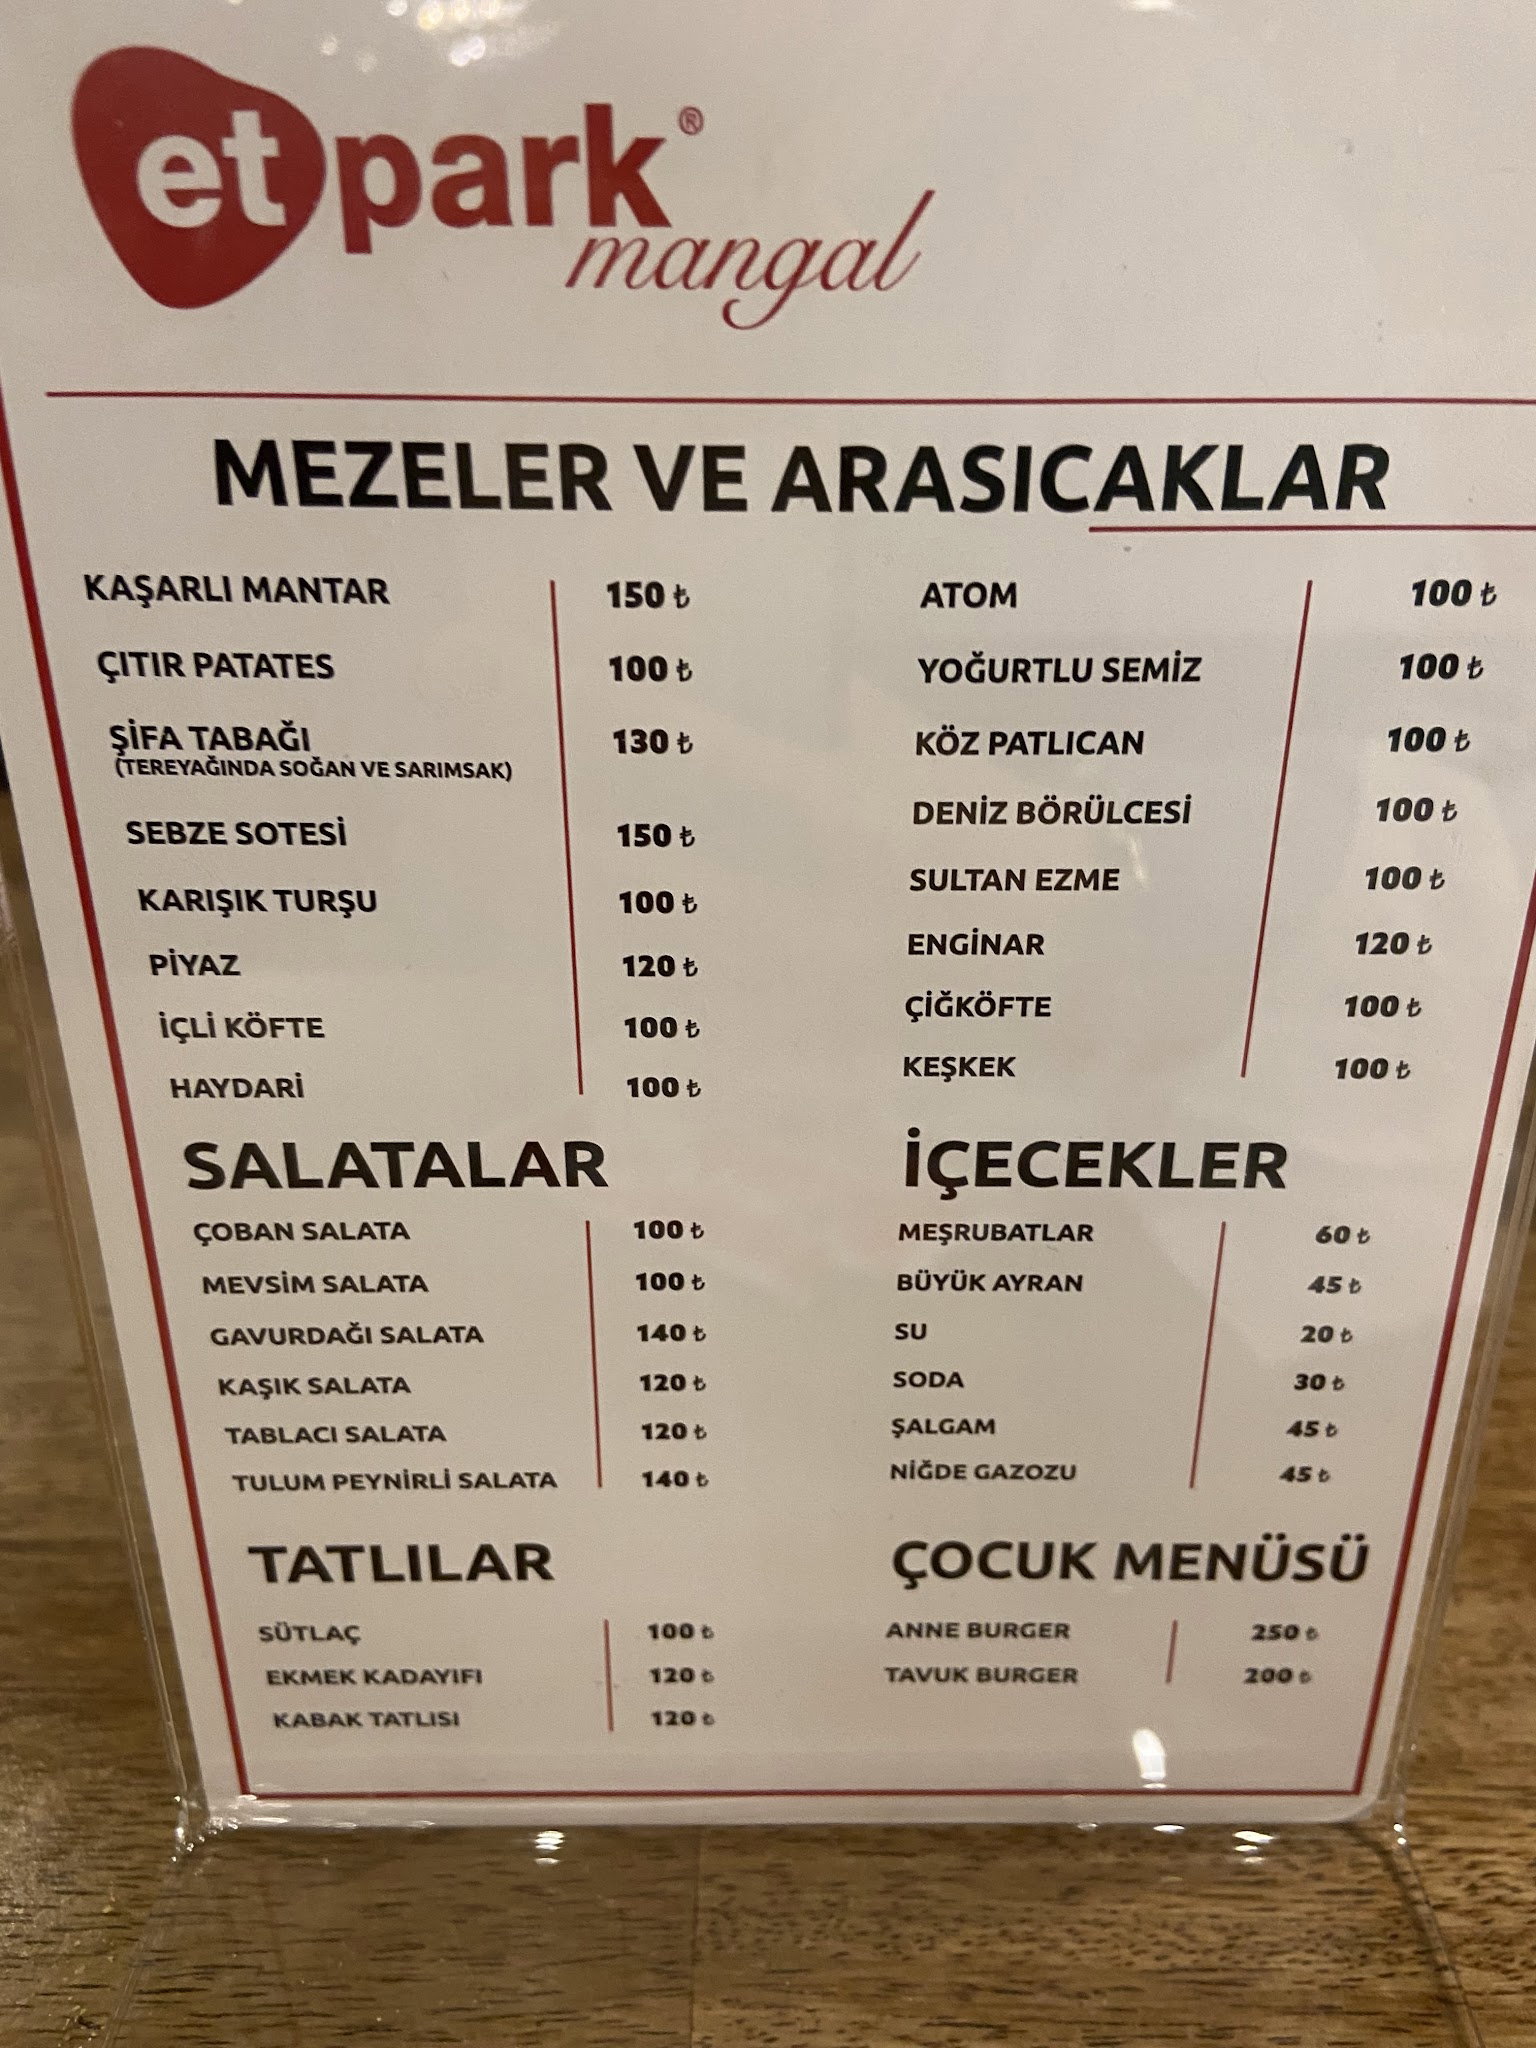 etpark®
mangal
MEZELER VE ARASICAKLAR
KAŞARLI MANTAR 150 ₺
ÇITIR PATATES 100 ₺
ŞİFA TABAĞI 130 ₺
(TEREYAĞINDA SOĞAN VE SARIMSAK)
SEBZE SOTESİ 150 ₺
KARIŞIK TURŞU 100 ₺
PİYAZ 120 ₺
İÇLİ KÖFTE 100 ₺
HAYDARİ 100 ₺
ATOM 100 ₺
YOĞURTLU SEMİZ 100 ₺
KÖZ PATLICAN 100 ₺
DENİZ BÖRÜLCESİ 100 ₺
SULTAN EZME 100 ₺
ENGİNAR 120 ₺
ÇİĞKÖFTE 100 ₺
KEŞKEK 100 ₺
SALATALAR
ÇOBAN SALATA 100 ₺
MEVSİM SALATA 100 ₺
GAVURDAĞI SALATA 140 ₺
KAŞIK SALATA 120 ₺
TABLACI SALATA 120 ₺
TULUM PEYNİRLİ SALATA 140 ₺
İÇECEKLER
MEŞRUBATLAR 60 ₺
BÜYÜK AYRAN 45 ₺
SU 20 ₺
SODA 30 ₺
ŞALGAM 45 ₺
NİĞDE GAZOZU 45 ₺
TATLILAR
SÜTLAÇ 100 ₺
EKMEK KADAYIFI 120 ₺
KABAK TATLISI 120 ₺
ÇOCUK MENÜSÜ
ANNE BURGER 250 ₺
TAVUK BURGER 200 ₺